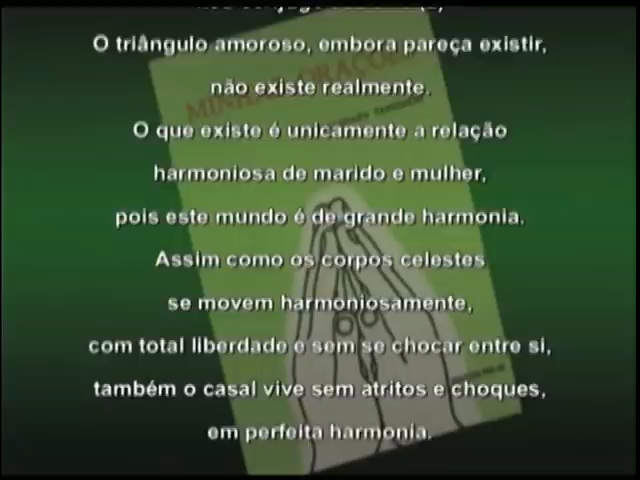 O triângulo amoroso, embora pareça existir,
não existe realmente.
O que existe é unicamente a relação
harmoniosa de marido e mulher,
pois este mundo é de grande harmonia.
Assim como os corpos celestes
se movem harmoniosamente,
com total liberdade e sem se chocar entre si,
também o casal vive sem atritos e choques,
em perfeita harmonia.
MINHAS ORAÇÕES